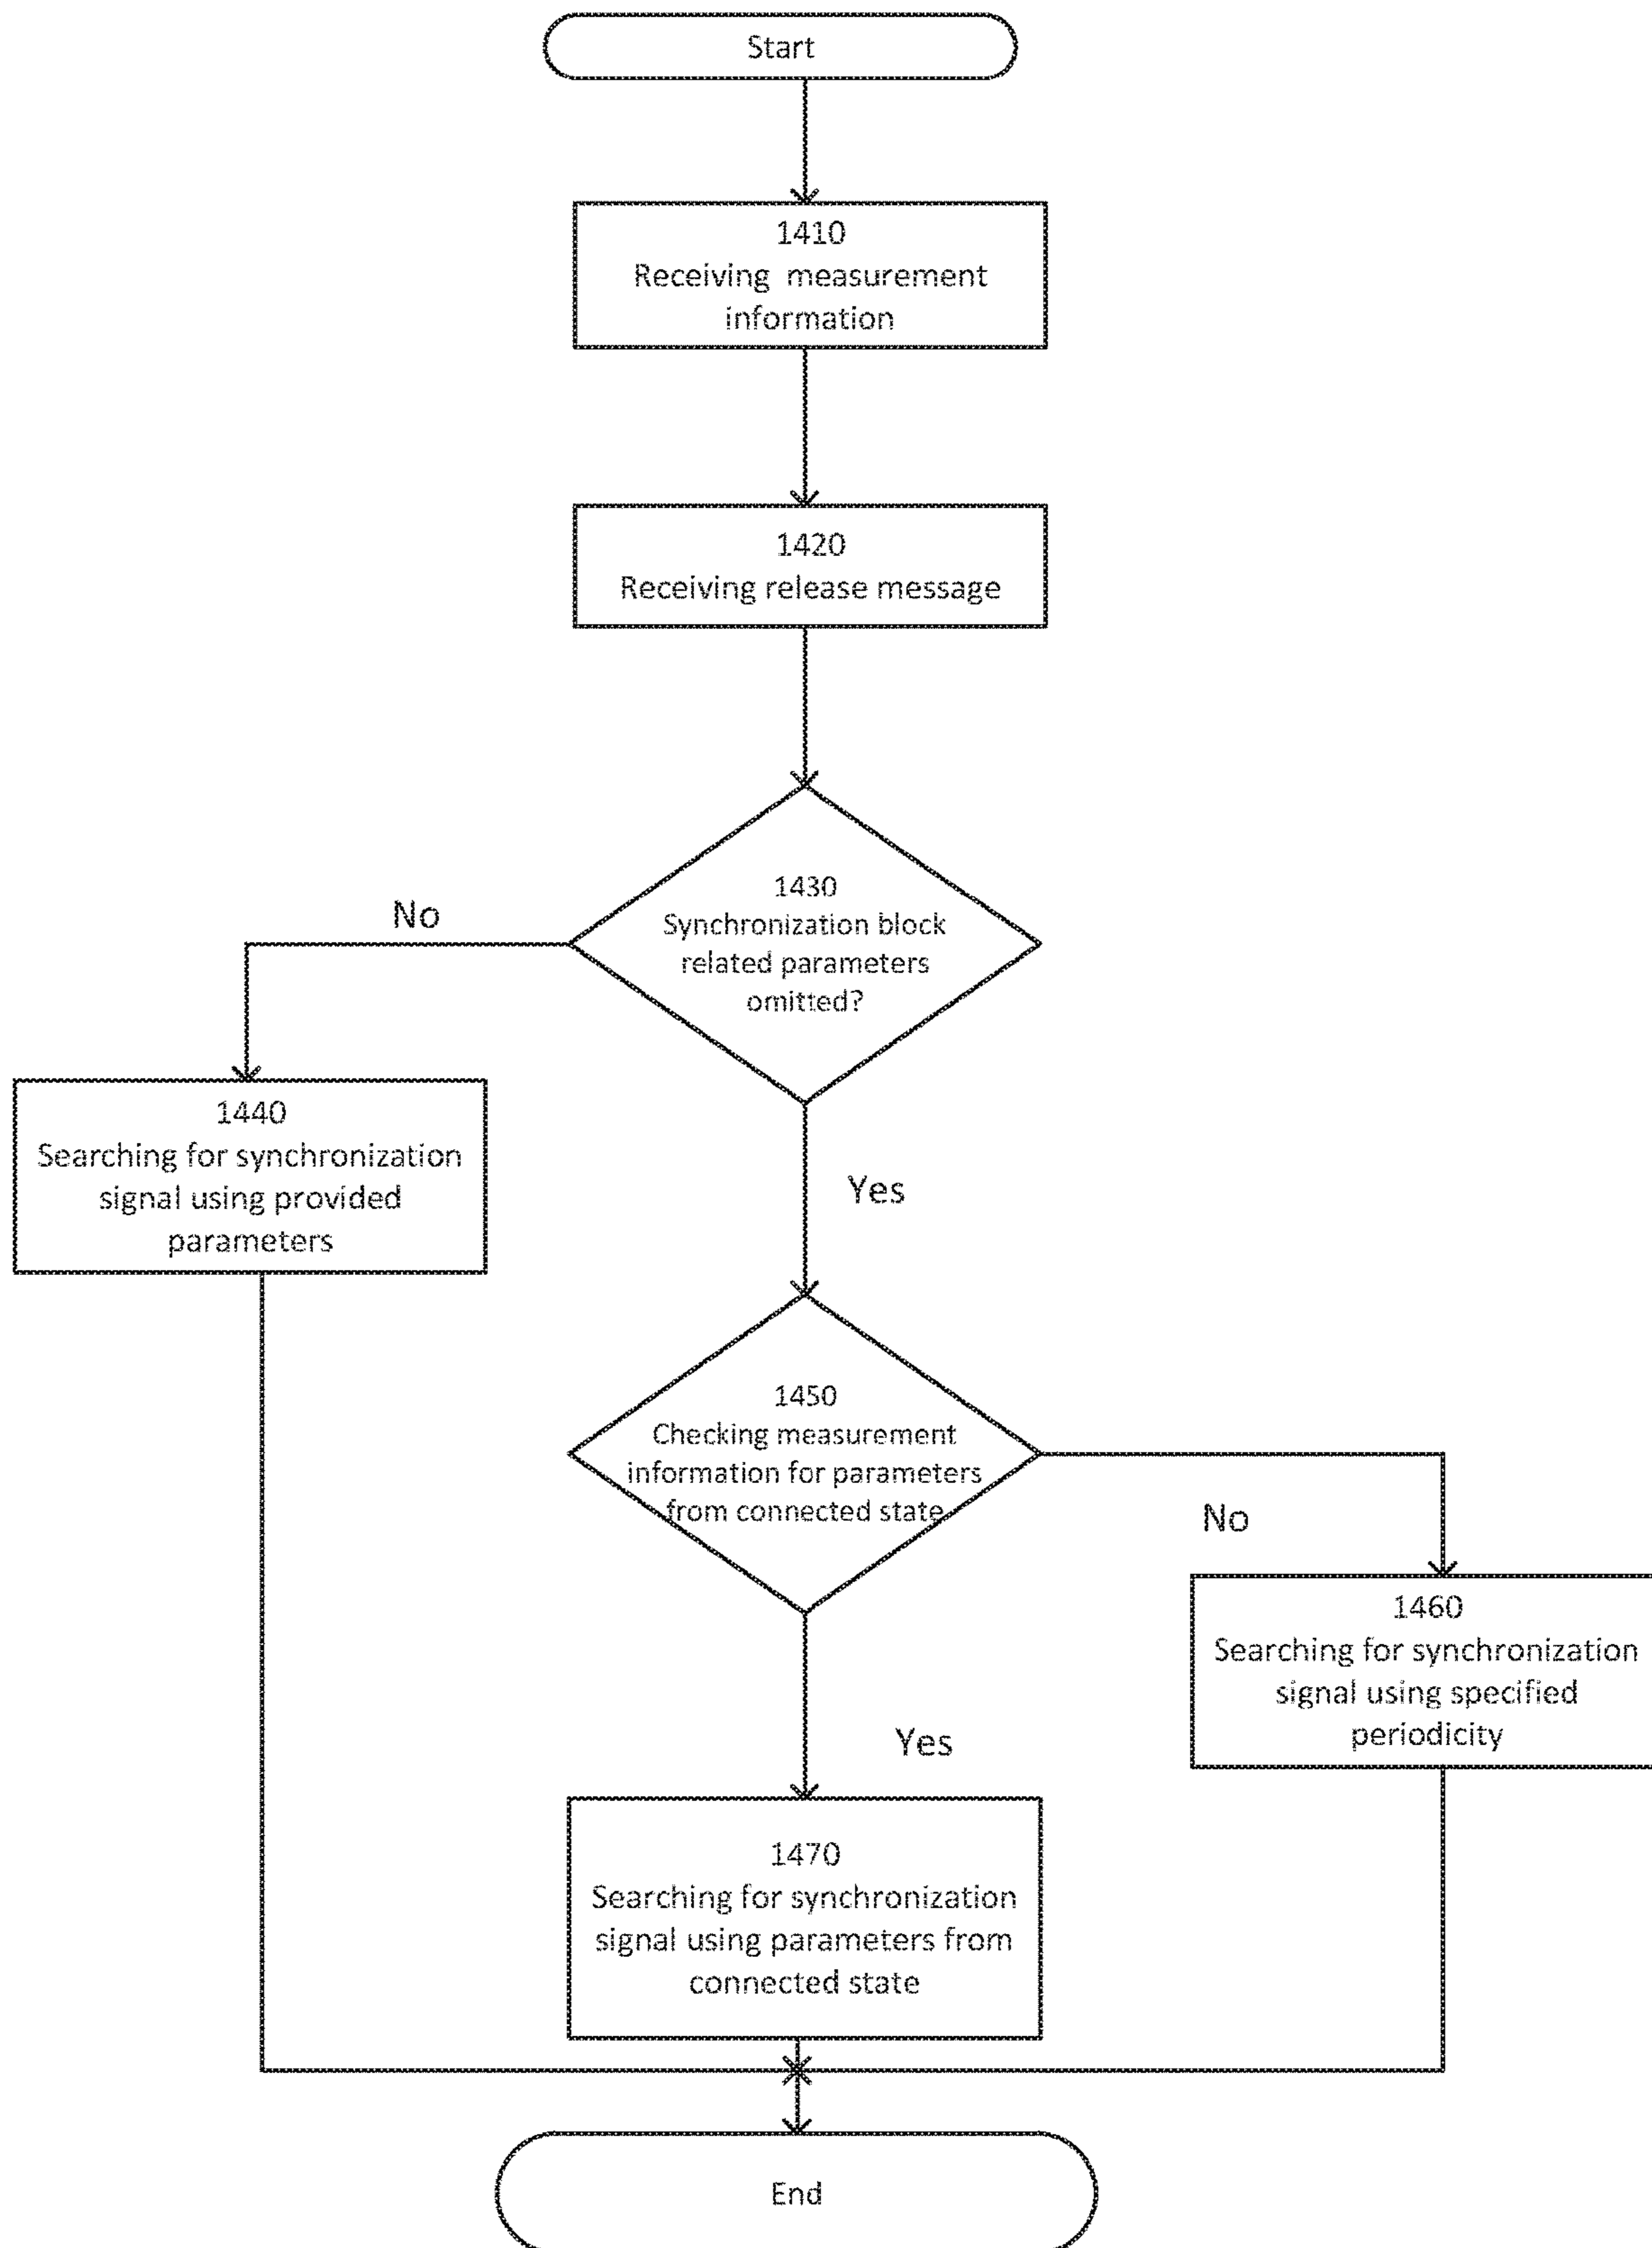 Start
1410
Receiving measurement
information
1420
Receiving release message
1430
Synchronization block
related parameters
omitted?
No
1440
Searching for synchronization
signal using provided
parameters
Yes
1450
Checking measurement
information for parameters
from connected state
No
1460
Searching for synchronization
signal using specified
periodicity
Yes
1470
Searching for synchronization
signal using parameters from
connected state
End